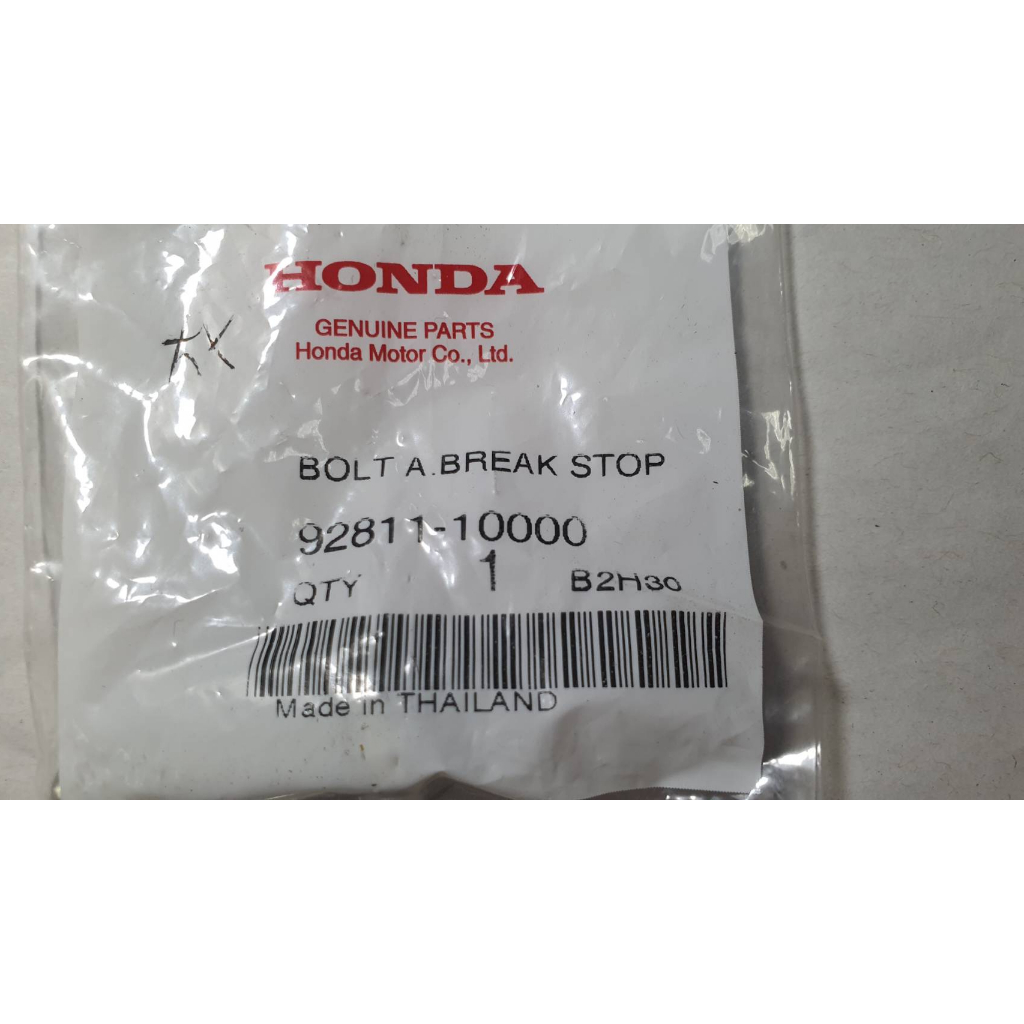 HONDA
GENUINE PARTS
Honda Motor Co., Ltd.
BOLT A.BREAK STOP
92811-10000
QTY 1 B2H30
Made in THAILAND